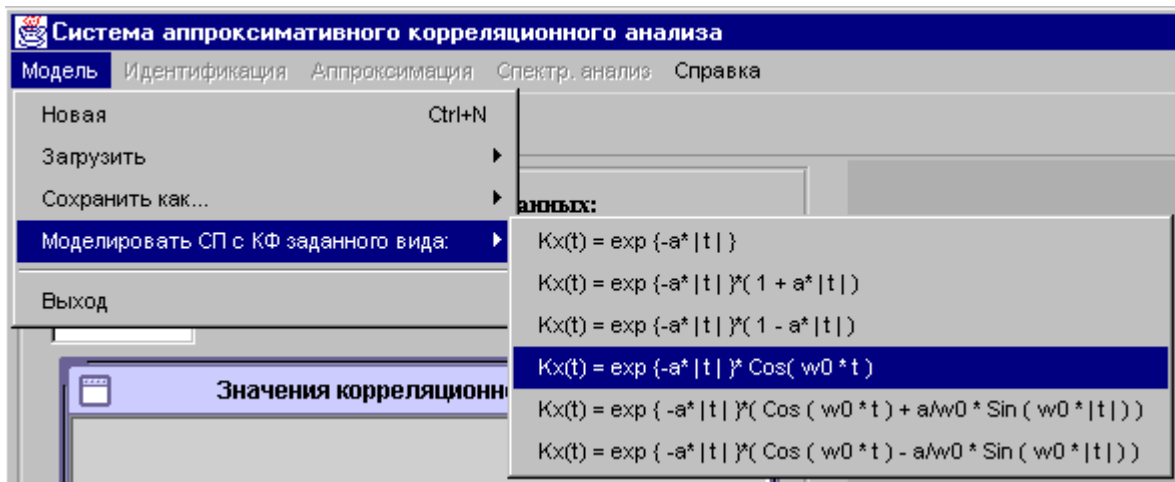 Система аппроксимативного корреляционного анализа
Модель Идентификация Аппроксимация Спектр. анализ Справка
Новая Ctrl+N
Загрузить
Сохранить как...
анных:
Моделировать СП с КФ заданного вида:
Выход
Kx(t) = exp {-a* |t| }
Kx(t) = exp {-a* |t| }*( 1 + a* |t| )
Kx(t) = exp {-a* |t| }*( 1 - a* |t| )
Kx(t) = exp {-a* |t| }* Cos( w0 * t )
Kx(t) = exp { -a* |t| }*( Cos ( w0 * t ) + a/w0 * Sin ( w0 * |t| ) )
Kx(t) = exp { -a* |t| }*( Cos ( w0 * t ) - a/w0 * Sin ( w0 * |t| ) )
Значения корреляционн